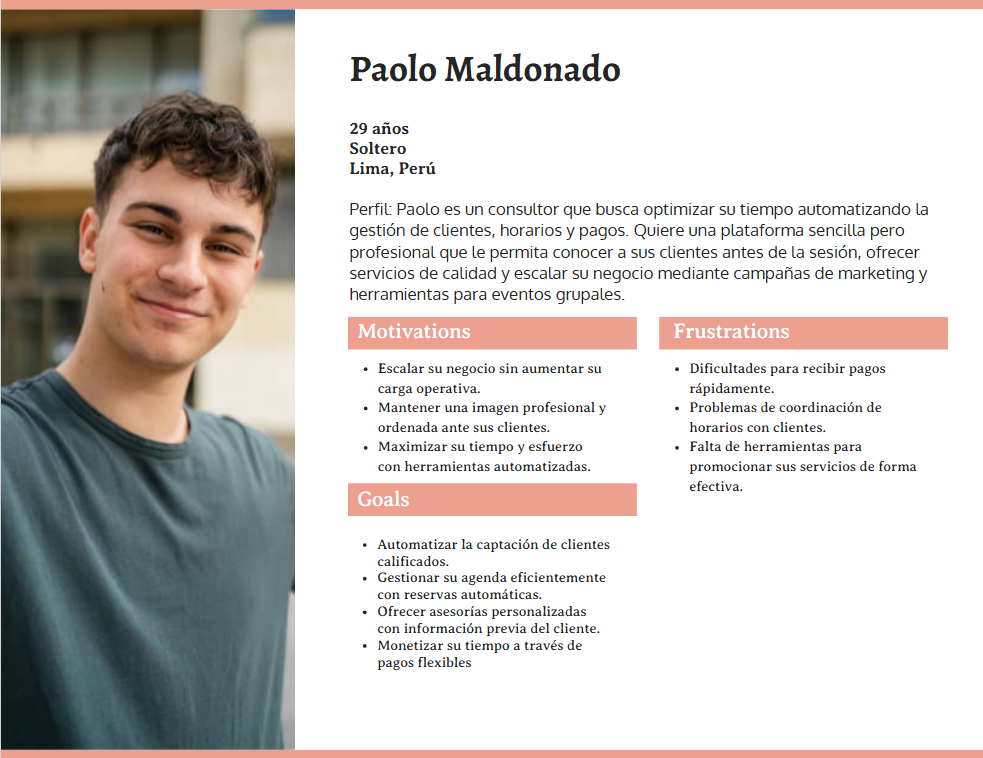 Paolo Maldonado
29 años
Soltero
Lima, Perú
Perfil: Paolo es un consultor que busca optimizar su tiempo automatizando la
gestión de clientes, horarios y pagos. Quiere una plataforma sencilla pero
profesional que le permita conocer a sus clientes antes de la sesión, ofrecer
servicios de calidad y escalar su negocio mediante campañas de marketing y
herramientas para eventos grupales.
Motivations
• Escalar su negocio sin aumentar su
carga operativa.
• Mantener una imagen profesional y
ordenada ante sus clientes.
• Maximizar su tiempo y esfuerzo
con herramientas automatizadas.
Goals
• Automatizar la captación de clientes
calificados.
• Gestionar su agenda eficientemente
con reservas automáticas.
• Ofrecer asesorías personalizadas
con información previa del cliente.
• Monetizar su tiempo a través de
pagos flexibles
Frustrations
• Dificultades para recibir pagos
rápidamente.
• Problemas de coordinación de
horarios con clientes.
• Falta de herramientas para
promocionar sus servicios de forma
efectiva.